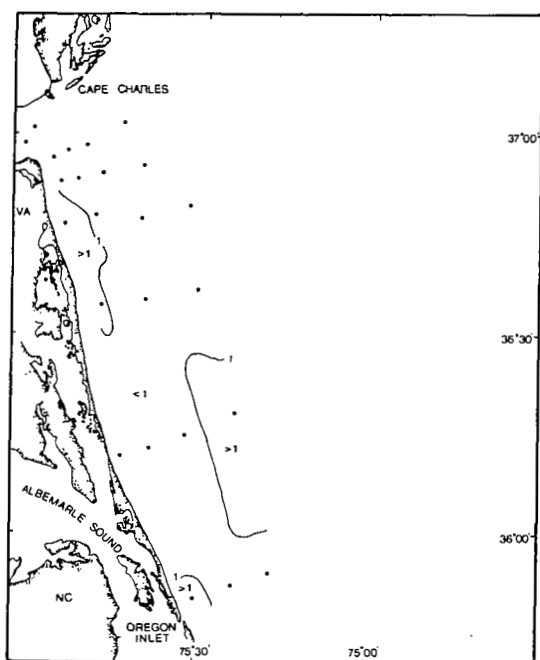 CAPE CHARLES
37°00'
VA
1
>1
36°30'
1
<1
>1
ALBEMARLE SOUND
36°00'
1
>1
NC
OREGON
INLET
75°30'
75°00'